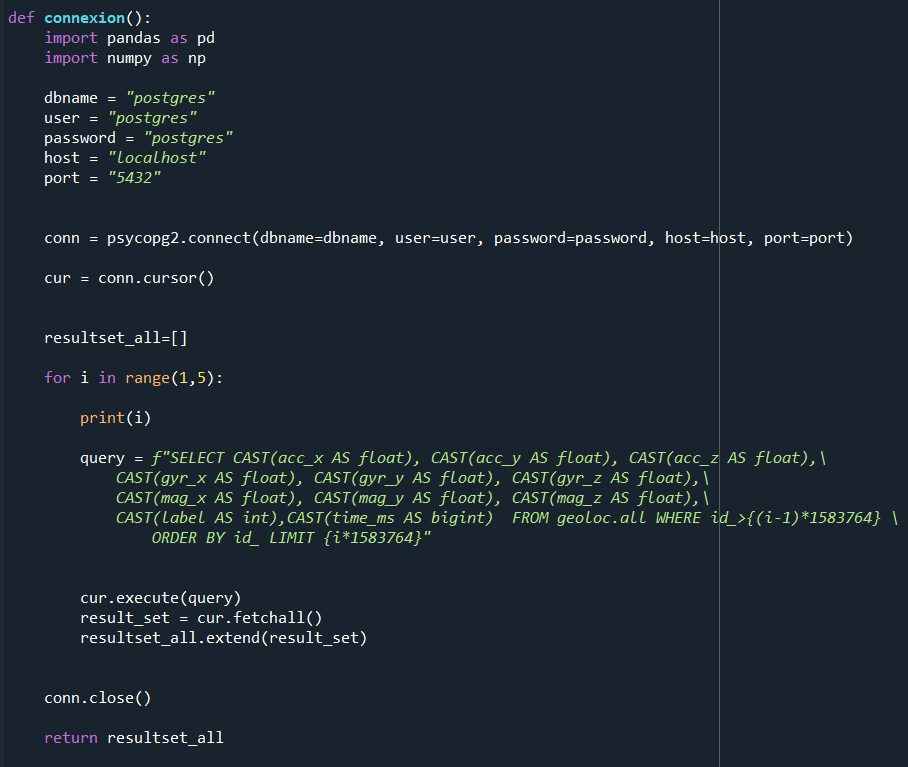 def connexion():
    import pandas as pd
    import numpy as np
    dbname = "postgres"
    user = "postgres"
    password = "postgres"
    host = "localhost"
    port = "5432"
    conn = psycopg2.connect(dbname=dbname, user=user, password=password, host=host, port=port)
    cur = conn.cursor()
    resultset_all=[]
    for i in range(1,5):
        print(i)
        query = f"SELECT CAST(acc_x AS float), CAST(acc_y AS float), CAST(acc_z AS float),\
            CAST(gyr_x AS float), CAST(gyr_y AS float), CAST(gyr_z AS float),\
            CAST(mag_x AS float), CAST(mag_y AS float), CAST(mag_z AS float),\
            CAST(label AS int),CAST(time_ms AS bigint)  FROM geoloc.all WHERE id_>{(i-1)*1583764} \
                ORDER BY id_ LIMIT {i*1583764}"
        cur.execute(query)
        result_set = cur.fetchall()
        resultset_all.extend(result_set)
    conn.close()
    return resultset_all